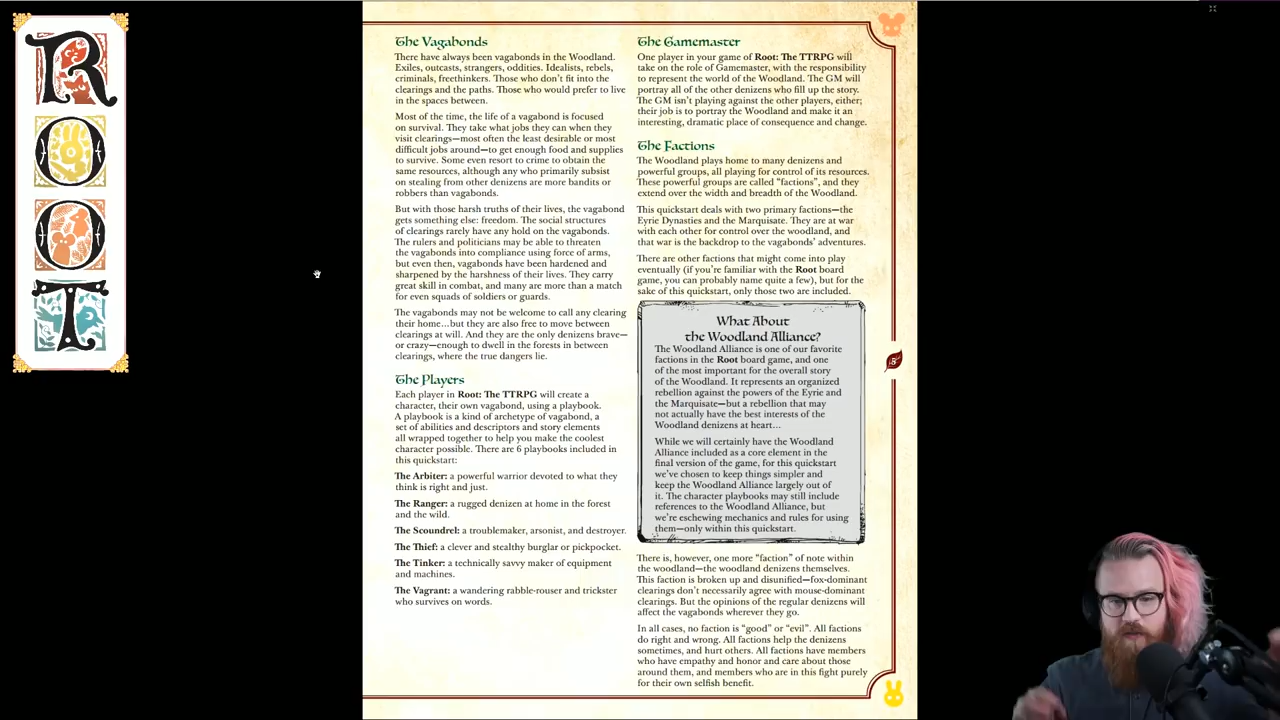 ROOT
The Vagabonds
There have always been vagabonds in the Woodland.
Exiles, outcasts, strangers, oddities. Idealists, rebels,
criminals, freethinkers. Those who don't fit into the
clearings and the paths. Those who would prefer to live
in the spaces between.
Most of the time, the life of a vagabond is focused
on survival. They take what jobs they can when they
visit clearings—most often the least desirable or most
difficult jobs around—to get enough food and supplies
to survive. Some even resort to crime to obtain the
same resources, although any who primarily subsist
on stealing from other denizens are more bandits or
robbers than vagabonds.
But with those harsh truths of their lives, the vagabond
gets something else: freedom. The social structures
of clearings rarely have any hold on the vagabonds.
The rulers and politicians may be able to threaten
the vagabonds into compliance using force of arms,
but even then, vagabonds have been hardened and
sharpened by the harshness of their lives. They carry
great skill in combat, and many are more than a match
for even squads of soldiers or guards.
The vagabonds may not be welcome to call any clearing
their home...but they are also free to move between
clearings at will. And they are the only denizens brave—
or crazy—enough to dwell in the forests in between
clearings, where the true dangers lie.
The Players
Each player in Root: The TTRPG will create a
character, their own vagabond, using a playbook.
A playbook is a kind of archetype of vagabond, a
set of abilities and descriptors and story elements
all wrapped together to help you make the coolest
character possible. There are 6 playbooks included in
this quickstart:
The Arbiter: a powerful warrior devoted to what they
think is right and just.
The Ranger: a rugged denizen at home in the forest
and the wild.
The Scoundrel: a troublemaker, arsonist, and destroyer.
The Thief: a clever and stealthy burglar or pickpocket.
The Tinker: a technically savvy maker of equipment
and machines.
The Vagrant: a wandering rabble-rouser and trickster
who survives on words.
The Gamemaster
One player in your game of Root: The TTRPG will
take on the role of Gamemaster, with the responsibility
to represent the world of the Woodland. The GM will
portray all of the other denizens who fill up the story.
The GM isn't playing against the other players, either;
their job is to portray the Woodland and make it an
interesting, dramatic place of consequence and change.
The Factions
The Woodland plays home to many denizens and
powerful groups, all playing for control of its resources.
These powerful groups are called "factions", and they
extend over the width and breadth of the Woodland.
This quickstart deals with two primary factions—the
Eyrie Dynasties and the Marquisate. They are at war
with each other for control over the woodland, and
that war is the backdrop to the vagabonds' adventures.
There are other factions that might come into play
eventually (if you're familiar with the Root board
game, you can probably name quite a few), but for the
sake of this quickstart, only those two are included.
What About
the Woodland Alliance?
The Woodland Alliance is one of our favorite
factions in the Root board game, and one
of the most important for the overall story
of the Woodland. It represents an organized
rebellion against the powers of the Eyrie and
the Marquisate—but a rebellion that may
not actually have the best interests of the
Woodland denizens at heart...
While we will certainly have the Woodland
Alliance included as a core element in the
final version of the game, for this quickstart
we've chosen to keep things simpler and
keep the Woodland Alliance largely out of
it. The character playbooks may still include
references to the Woodland Alliance, but
we're eschewing mechanics and rules for using
them—only within this quickstart.
There is, however, one more "faction" of note within
the woodland—the woodland denizens themselves.
This faction is broken up and disunified—fox-dominant
clearings don't necessarily agree with mouse-dominant
clearings. But the opinions of the regular denizens will
affect the vagabonds wherever they go.
In all cases, no faction is "good" or "evil". All factions
do right and wrong. All factions help the denizens
sometimes, and hurt others. All factions have members
who have empathy and honor and care about those
around them, and members who are in this fight purely
for their own selfish benefit.
5